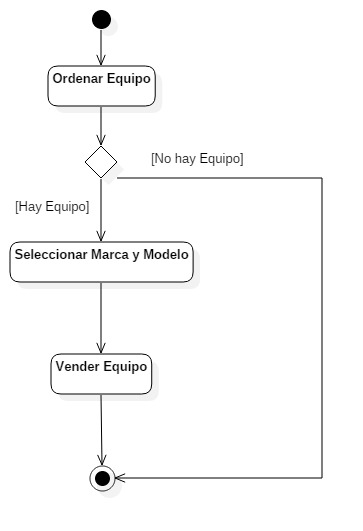 Ordenar Equipo
[No hay Equipo]
[Hay Equipo]
Seleccionar Marca y Modelo
Vender Equipo